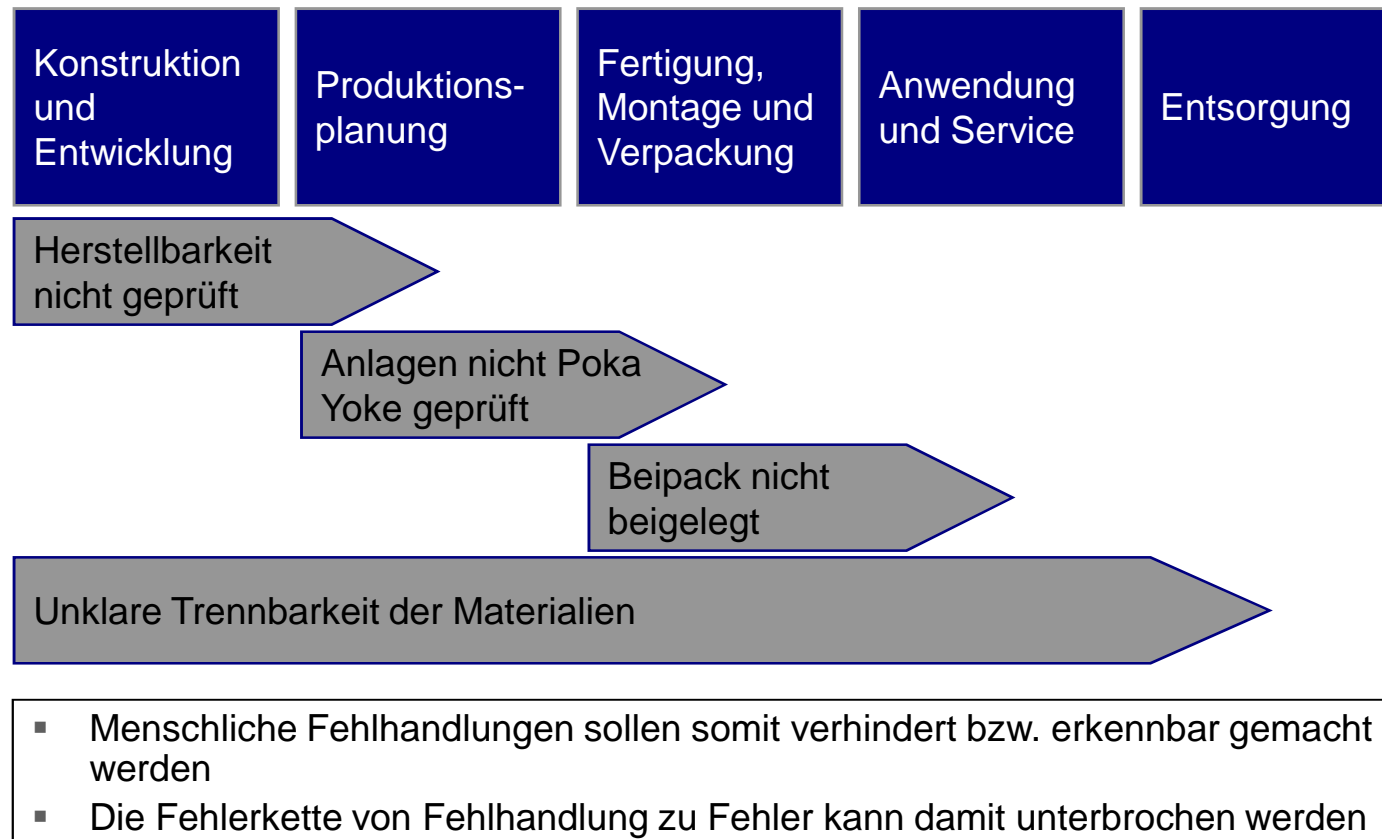 Konstruktion
und
Entwicklung
Produktions-
planung
Fertigung,
Montage und
Verpackung
Anwendung
und Service
Entsorgung
Herstellbarkeit
nicht geprüft
Anlagen nicht Poka
Yoke geprüft
Beipack nicht
beigelegt
Unklare Trennbarkeit der Materialien
▪ Menschliche Fehlhandlungen sollen somit verhindert bzw. erkennbar gemacht
werden
▪ Die Fehlerkette von Fehlhandlung zu Fehler kann damit unterbrochen werden